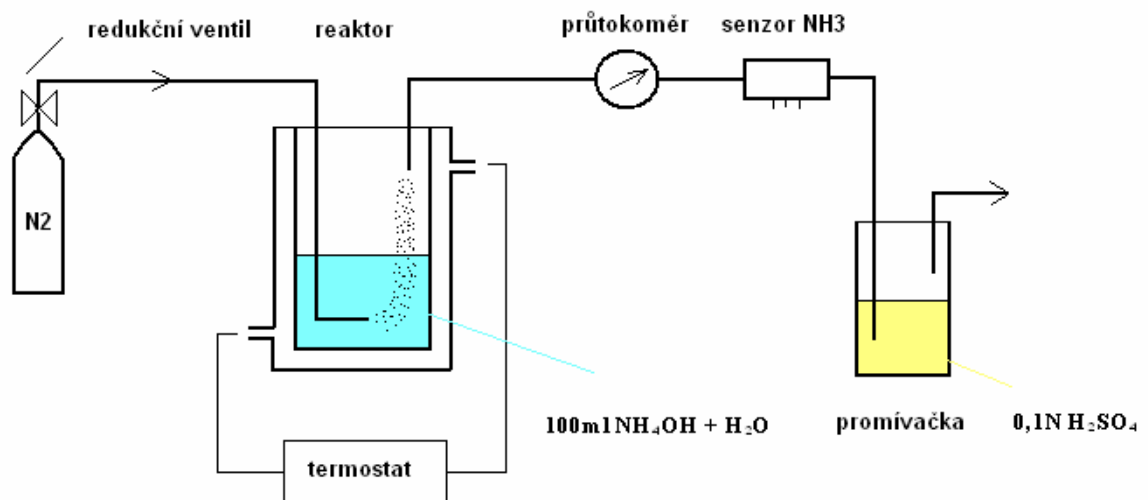 redukční ventil
reaktor
průtokoměr
senzor NH3
N2
100ml NH₄OH + H₂O
promívačka
0,1N H₂SO₄
termostat